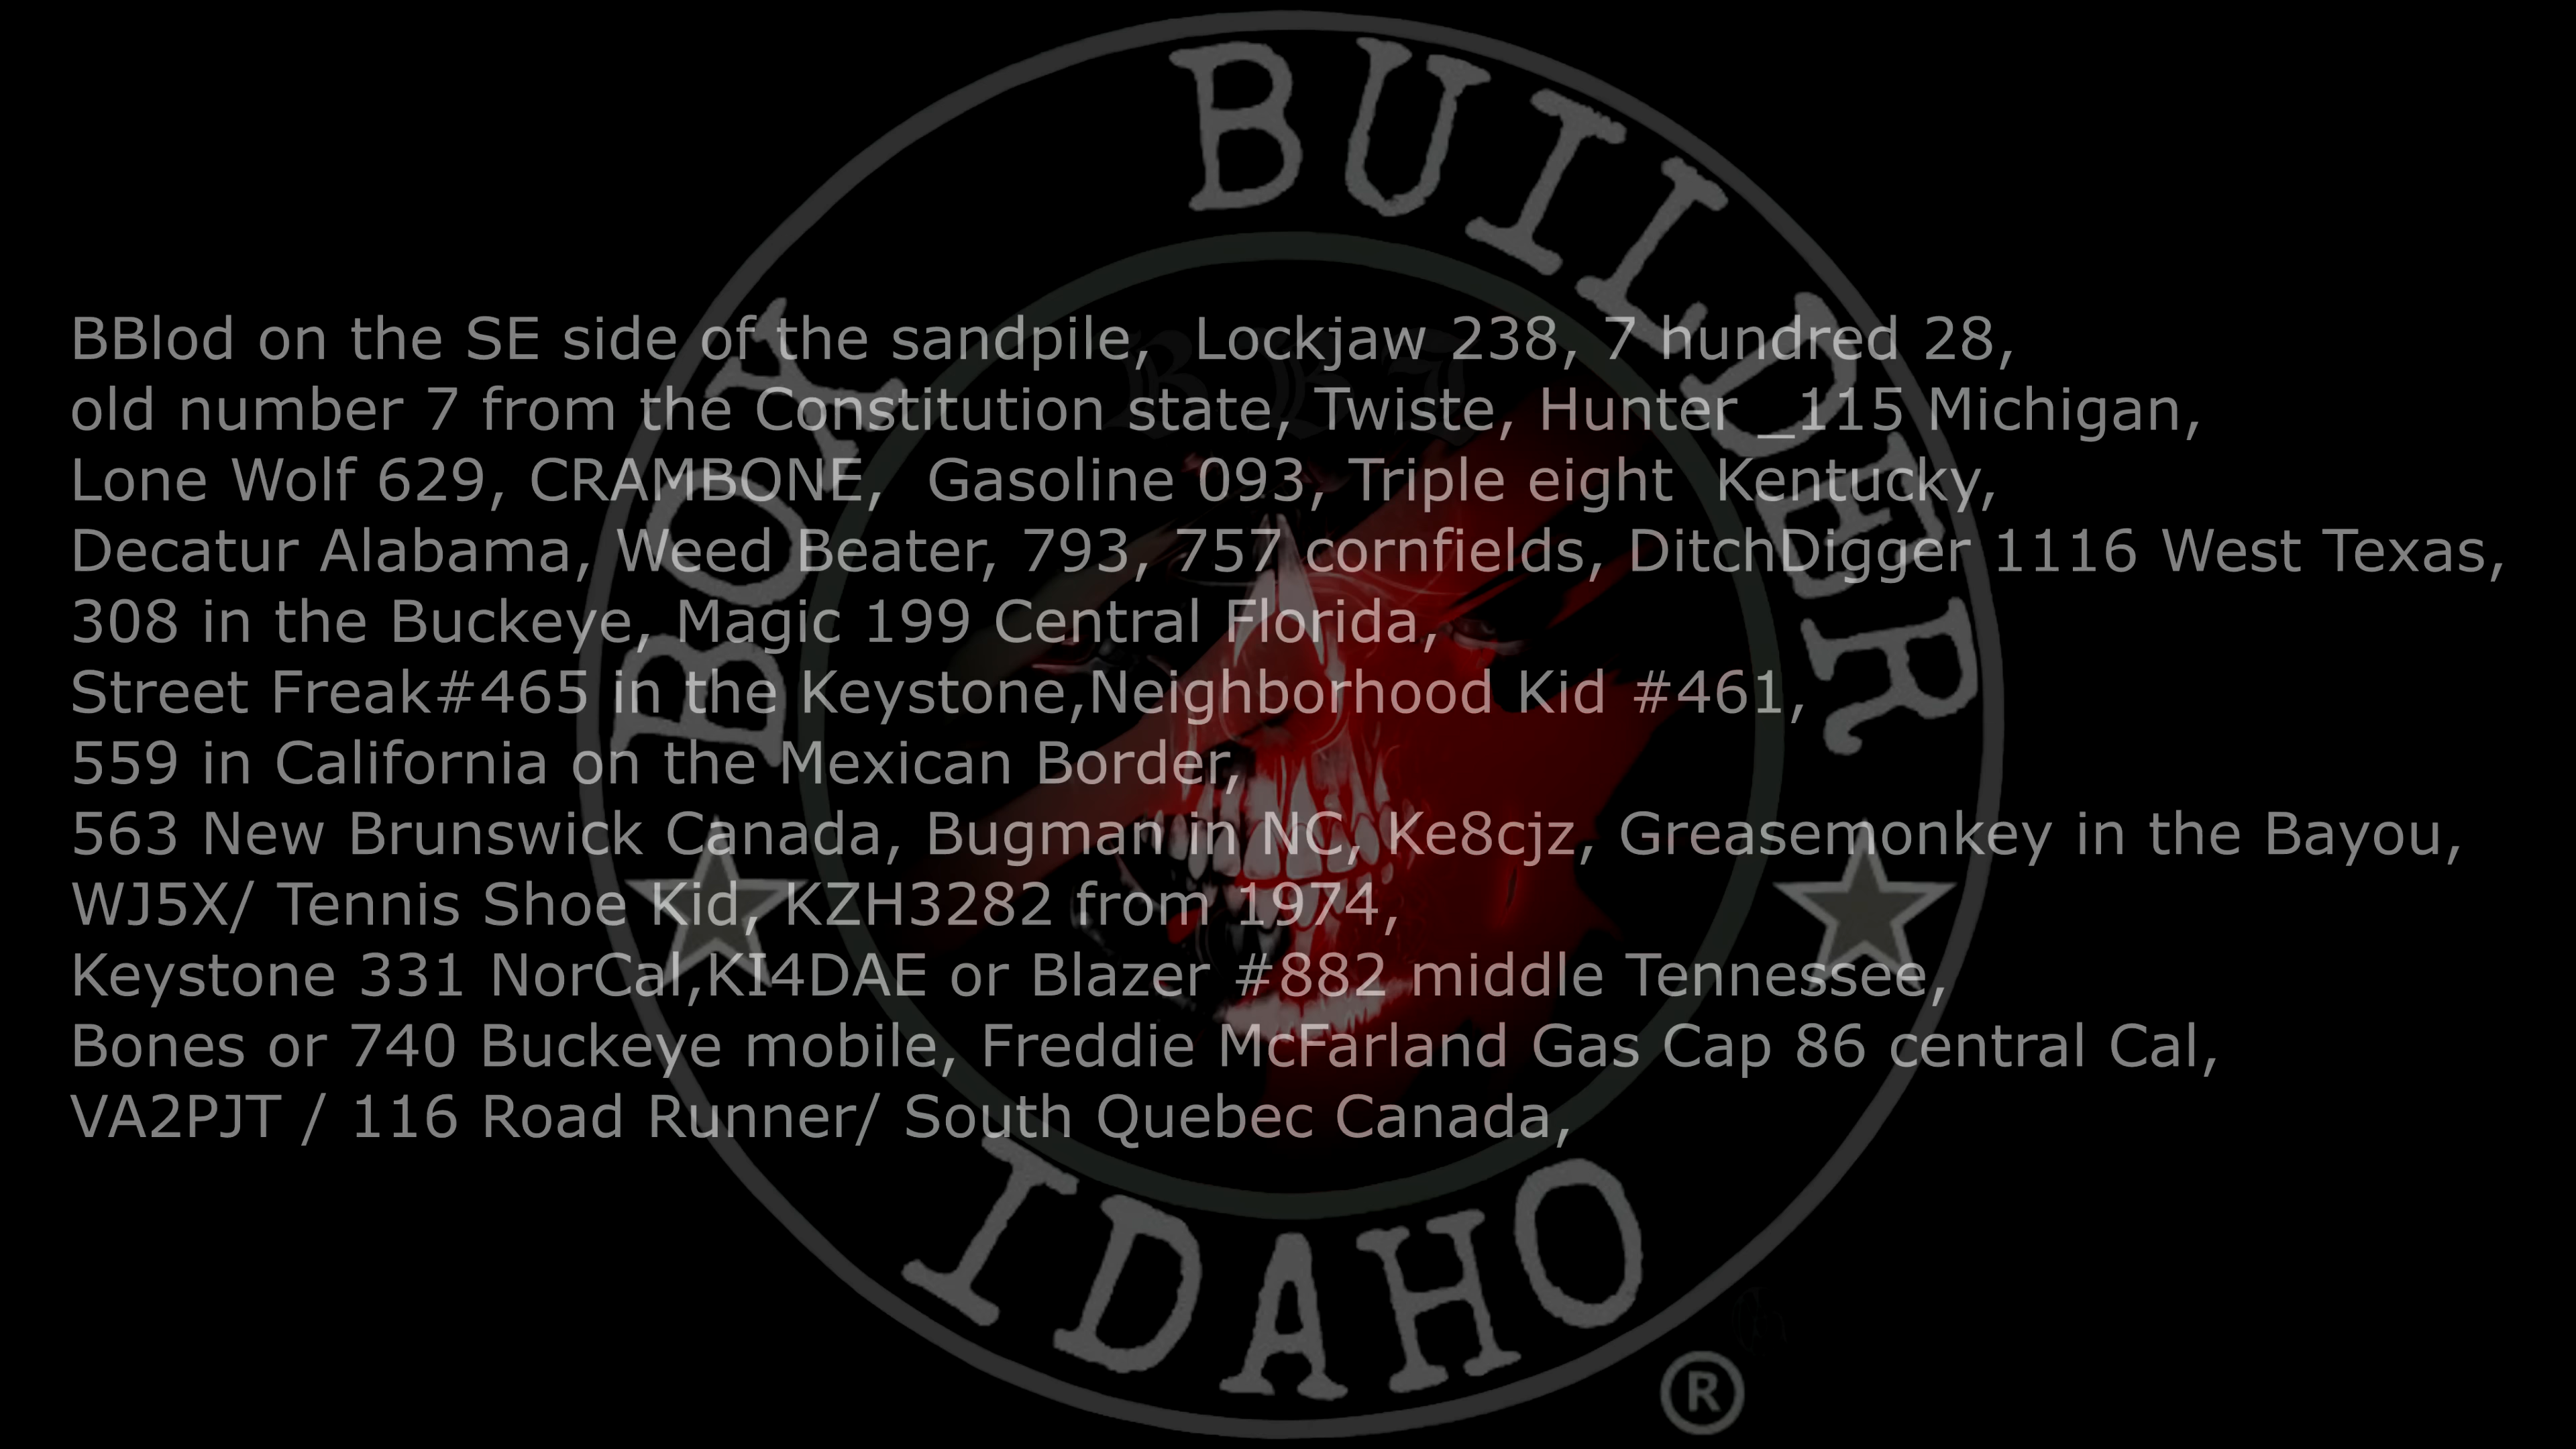 BOY BUILDER
BBlod on the SE side of the sandpile,  Lockjaw 238, 7 hundred 28,
old number 7 from the Constitution state, Twiste, Hunter _115 Michigan,
Lone Wolf 629, CRAMBONE,  Gasoline 093, Triple eight  Kentucky,
Decatur Alabama, Weed Beater, 793, 757 cornfields, DitchDigger 1116 West Texas,
308 in the Buckeye, Magic 199 Central Florida,
Street Freak#465 in the Keystone,Neighborhood Kid #461,
559 in California on the Mexican Border,
563 New Brunswick Canada, Bugman in NC, Ke8cjz, Greasemonkey in the Bayou,
WJ5X/ Tennis Shoe Kid, KZH3282 from 1974,
Keystone 331 NorCal,KI4DAE or Blazer #882 middle Tennessee,
Bones or 740 Buckeye mobile, Freddie McFarland Gas Cap 86 central Cal,
VA2PJT / 116 Road Runner/ South Quebec Canada,
IDAHO
®